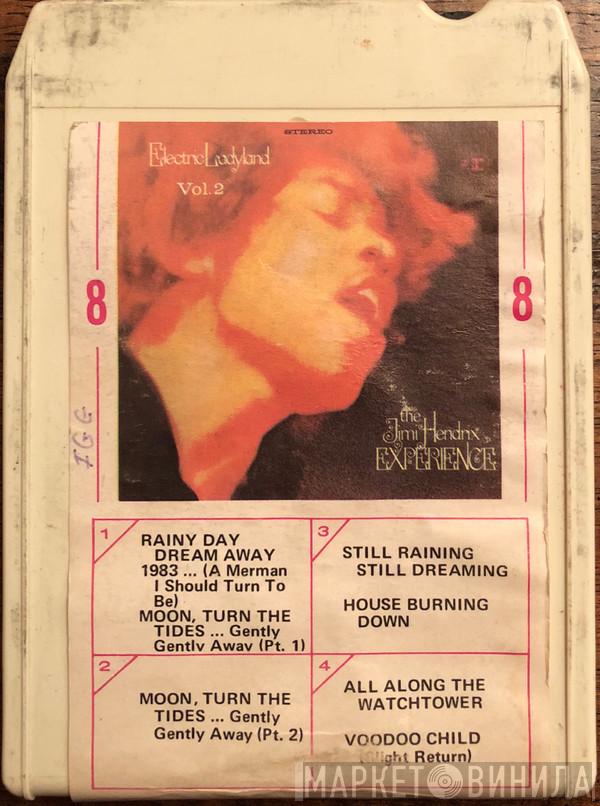 STEREO
Electric Ladyland
Vol. 2
r
8
8
IGG
the
Jimi Hendrix
EXPERIENCE
1
RAINY DAY
DREAM AWAY
1983 ... (A Merman
I Should Turn To
Be)
MOON, TURN THE
TIDES ... Gently
Gently Away (Pt. 1)
2
MOON, TURN THE
TIDES ... Gently
Gently Away (Pt. 2)
3
STILL RAINING
STILL DREAMING
HOUSE BURNING
DOWN
4
ALL ALONG THE
WATCHTOWER
VOODOO CHILD
(Slight Return)
МАРКЕТ ВИНИЛА